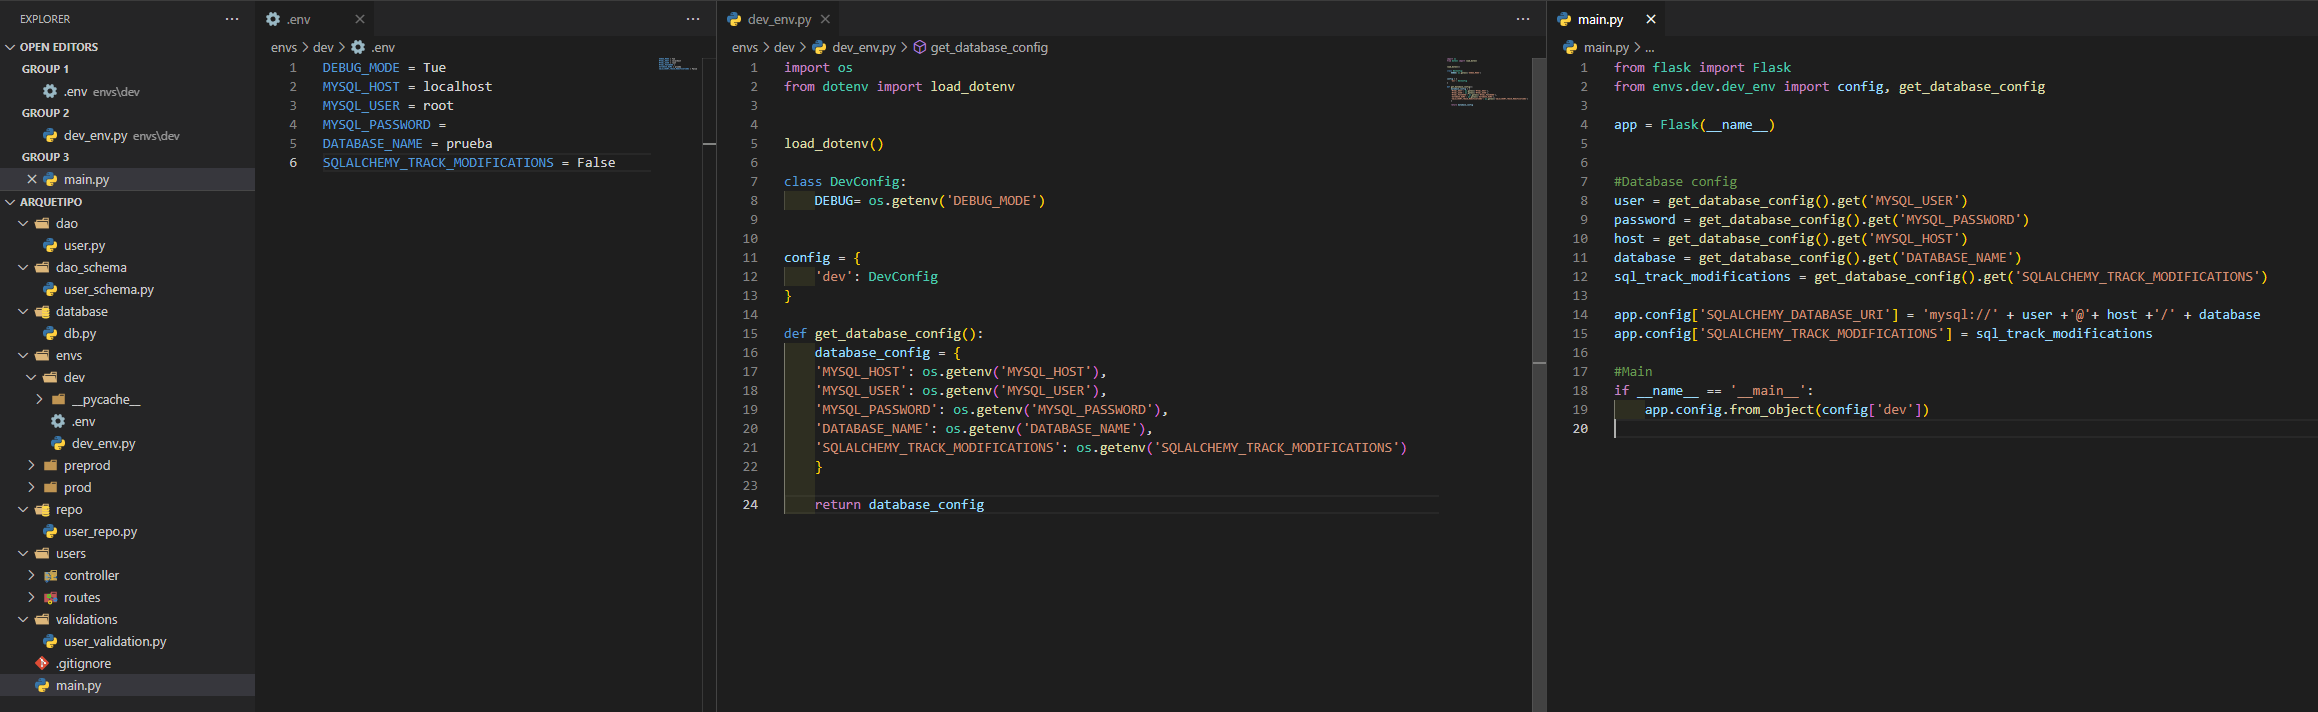 EXPLORER
OPEN EDITORS
GROUP 1
.env envs\dev
GROUP 2
dev_env.py envs\dev
GROUP 3
main.py
ARQUETIPO
dao
user.py
dao_schema
user_schema.py
database
db.py
envs
dev
__pycache__
.env
dev_env.py
preprod
prod
repo
user_repo.py
users
controller
routes
validations
user_validation.py
.gitignore
main.py
.env
envs > dev > .env
1 DEBUG_MODE = Tue
2 MYSQL_HOST = localhost
3 MYSQL_USER = root
4 MYSQL_PASSWORD =
5 DATABASE_NAME = prueba
6 SQLALCHEMY_TRACK_MODIFICATIONS = False
dev_env.py
envs > dev > dev_env.py > get_database_config
1 import os
2 from dotenv import load_dotenv
3
4
5 load_dotenv()
6
7 class DevConfig:
8     DEBUG= os.getenv('DEBUG_MODE')
9
10
11 config = {
12     'dev': DevConfig
13 }
14
15 def get_database_config():
16     database_config = {
17     'MYSQL_HOST': os.getenv('MYSQL_HOST'),
18     'MYSQL_USER': os.getenv('MYSQL_USER'),
19     'MYSQL_PASSWORD': os.getenv('MYSQL_PASSWORD'),
20     'DATABASE_NAME': os.getenv('DATABASE_NAME'),
21     'SQLALCHEMY_TRACK_MODIFICATIONS': os.getenv('SQLALCHEMY_TRACK_MODIFICATIONS')
22     }
23
24     return database_config
main.py
main.py > ...
1 from flask import Flask
2 from envs.dev.dev_env import config, get_database_config
3
4 app = Flask(__name__)
5
6
7 #Database config
8 user = get_database_config().get('MYSQL_USER')
9 password = get_database_config().get('MYSQL_PASSWORD')
10 host = get_database_config().get('MYSQL_HOST')
11 database = get_database_config().get('DATABASE_NAME')
12 sql_track_modifications = get_database_config().get('SQLALCHEMY_TRACK_MODIFICATIONS')
13
14 app.config['SQLALCHEMY_DATABASE_URI'] = 'mysql://' + user +'@'+ host +'/' + database
15 app.config['SQLALCHEMY_TRACK_MODIFICATIONS'] = sql_track_modifications
16
17 #Main
18 if __name__ == '__main__':
19     app.config.from_object(config['dev'])
20